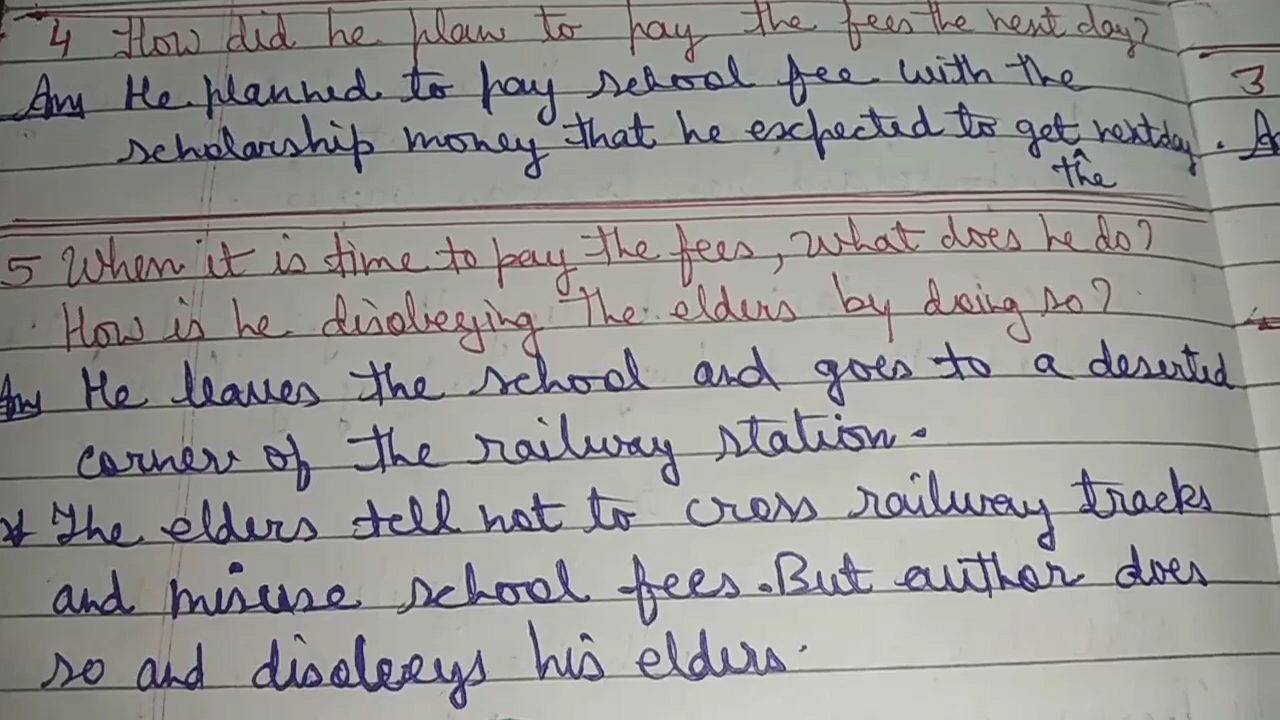 4 How did he plan to pay the fees the next day?
Ans He planned to pay school fee with the
scholarship money that he expected to get next day.
the
5 When it is time to pay the fees, what does he do?
How is he disobeying the elders by doing so?
Ans He leaves the school and goes to a deserted
corner of the railway station.
* The elders tell not to cross railway tracks
and misuse school fees. But author does
so and disobeys his elders.
3